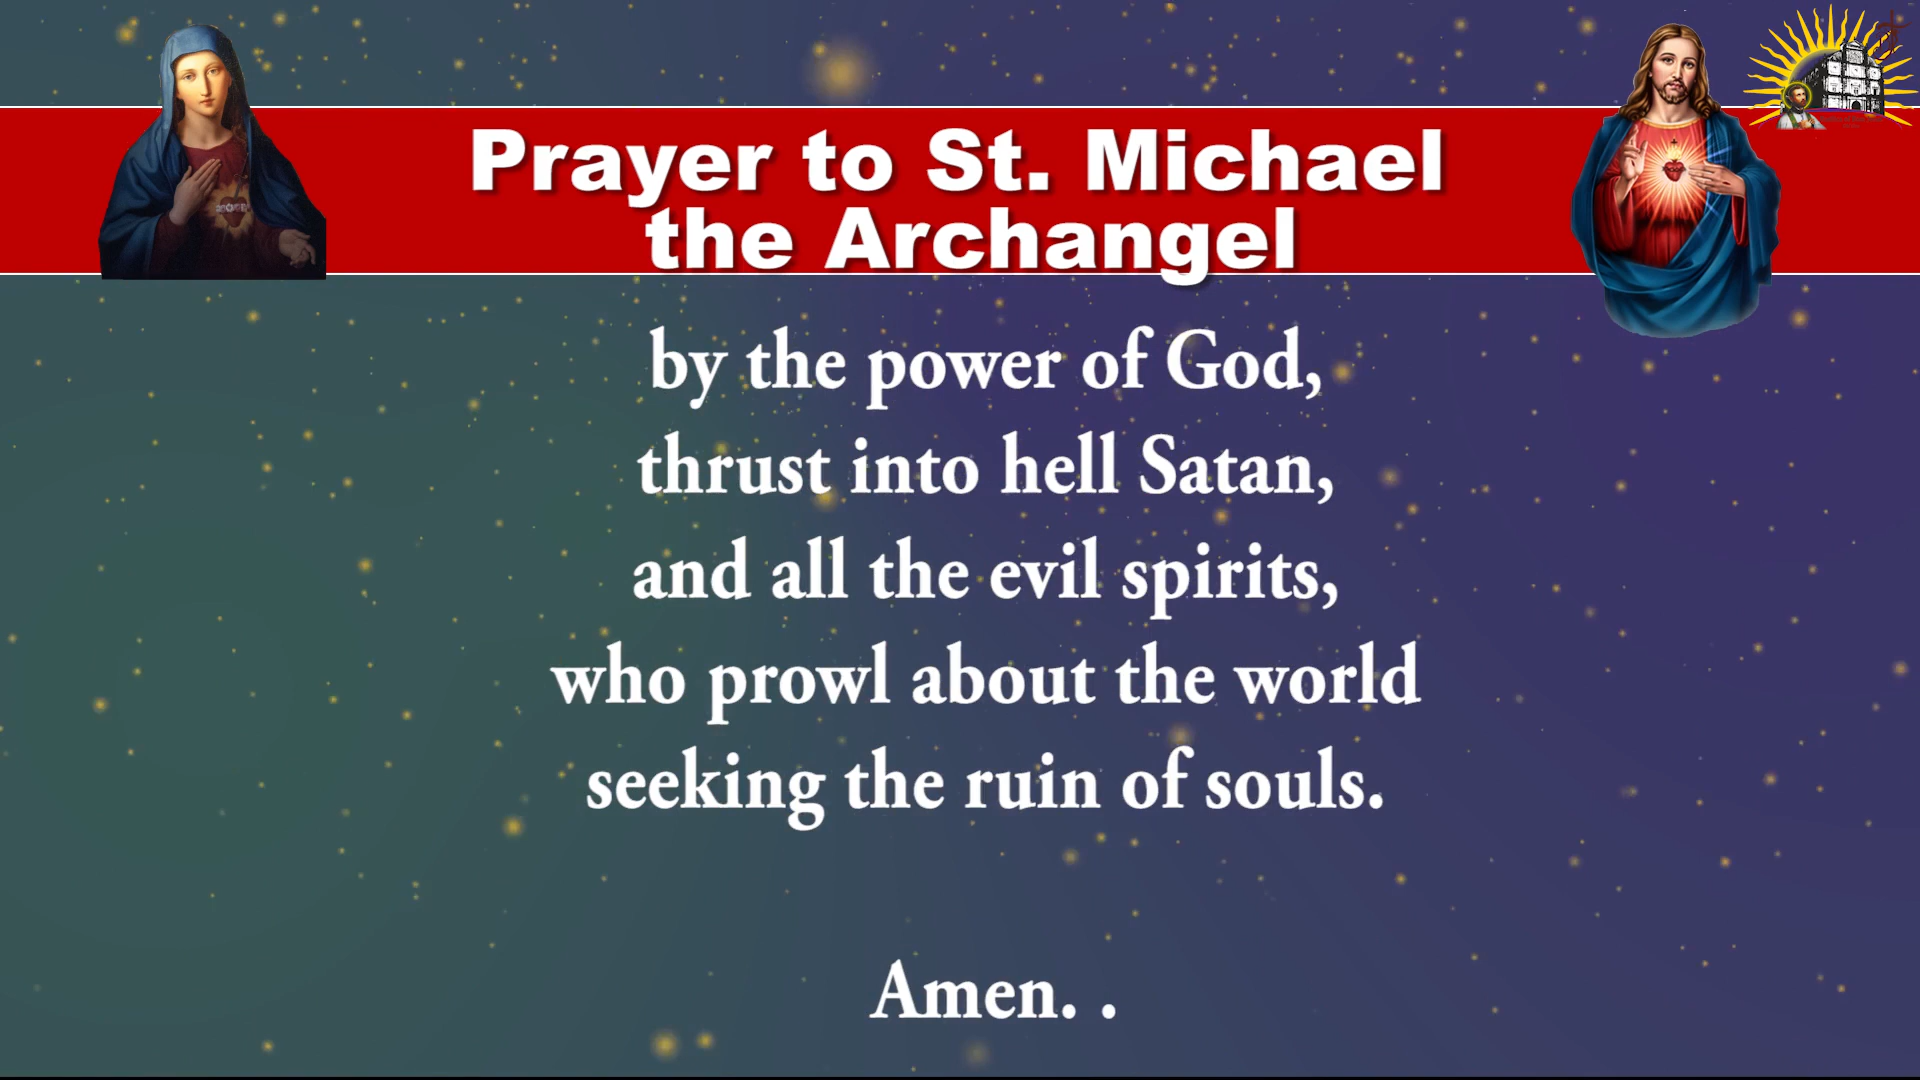 Prayer to St. Michael
the Archangel
by the power of God,
thrust into hell Satan,
and all the evil spirits,
who prowl about the world
seeking the ruin of souls.
Amen. .